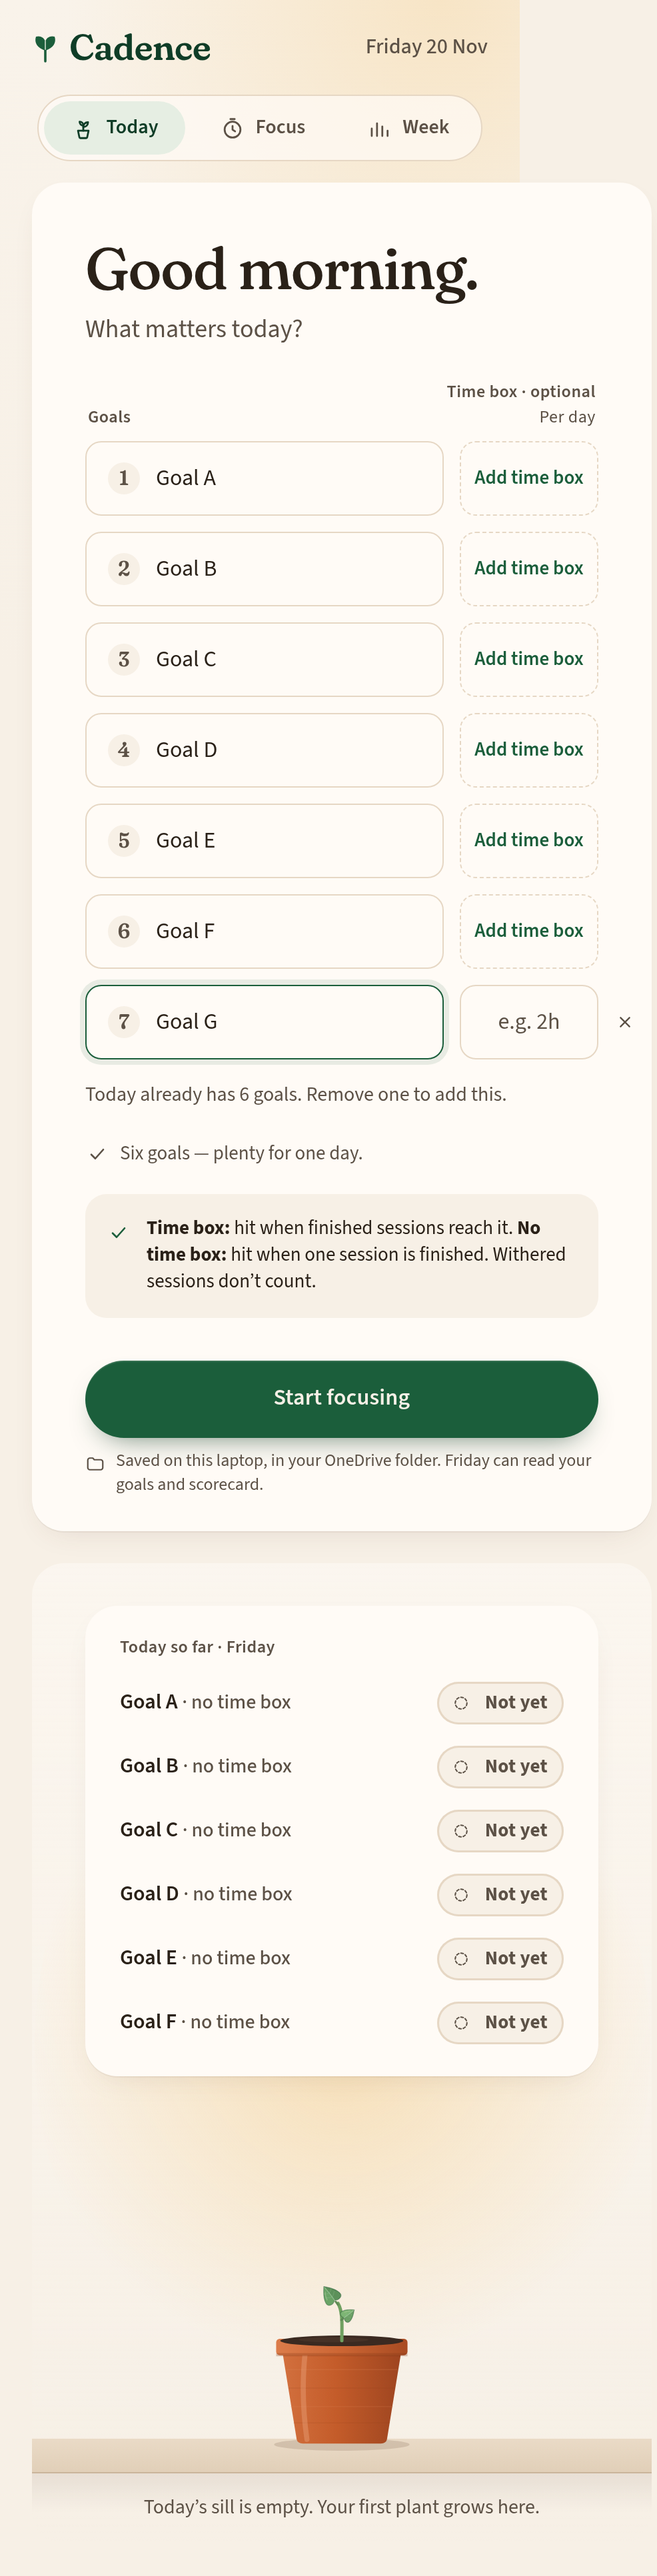 Cadence
Friday 20 Nov
Today
Focus
Week
Good morning.
What matters today?
Time box · optional
Goals
Per day
1 Goal A
Add time box
2 Goal B
Add time box
3 Goal C
Add time box
4 Goal D
Add time box
5 Goal E
Add time box
6 Goal F
Add time box
7 Goal G
e.g. 2h
Today already has 6 goals. Remove one to add this.
Six goals — plenty for one day.
Time box: hit when finished sessions reach it. No
time box: hit when one session is finished. Withered
sessions don’t count.
Start focusing
Saved on this laptop, in your OneDrive folder. Friday can read your
goals and scorecard.
Today so far · Friday
Goal A · no time box
Not yet
Goal B · no time box
Not yet
Goal C · no time box
Not yet
Goal D · no time box
Not yet
Goal E · no time box
Not yet
Goal F · no time box
Not yet
Today’s sill is empty. Your first plant grows here.